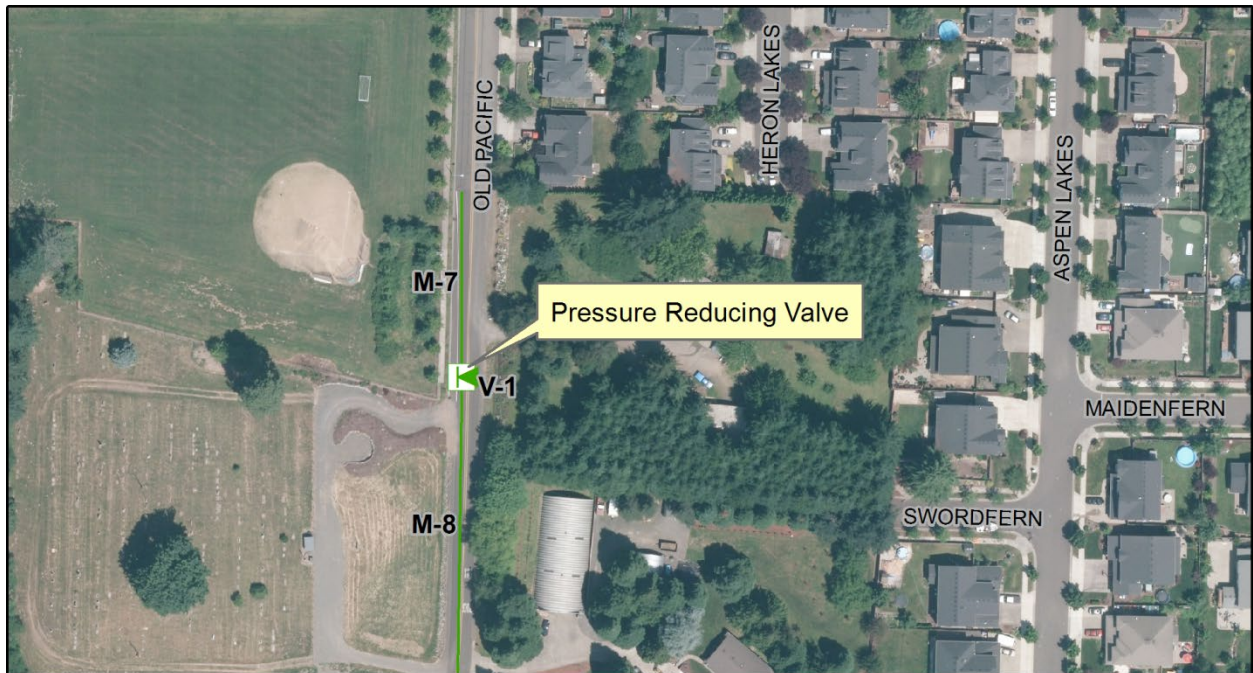 OLD PACIFIC
HERON LAKES
ASPEN LAKES
M-7
Pressure Reducing Valve
V-1
MAIDENFERN
M-8
SWORDFERN